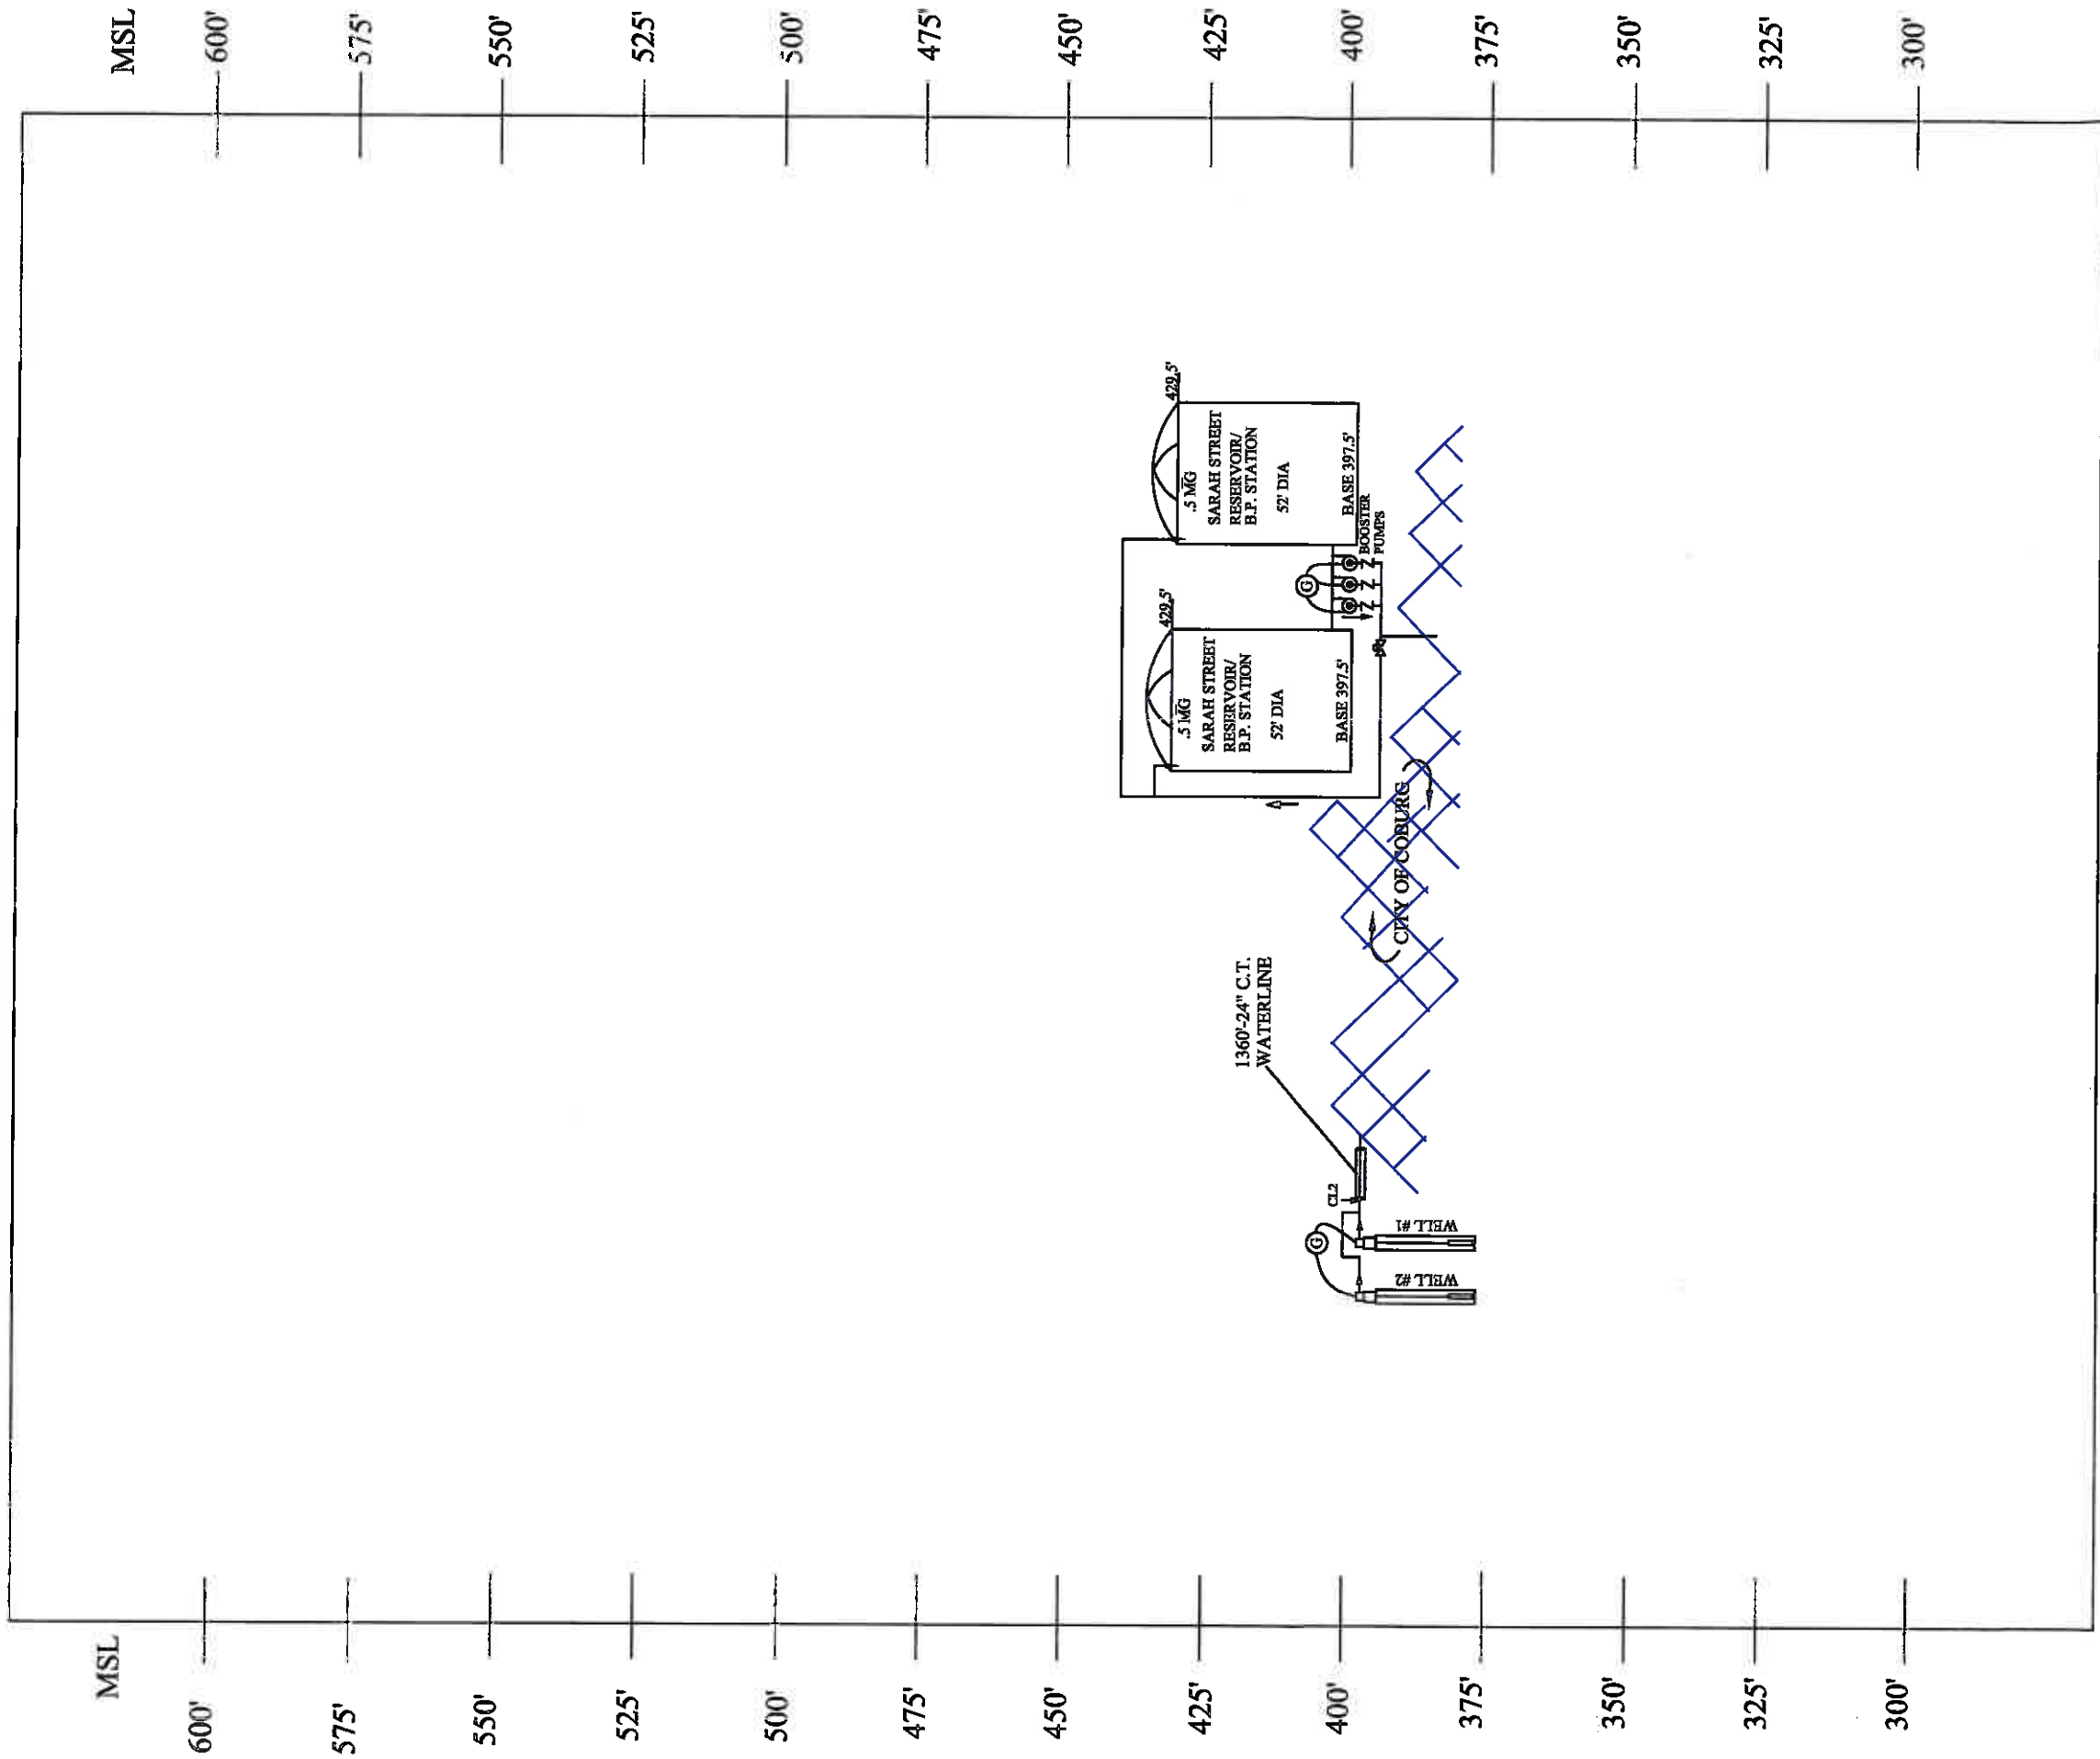 MSL
600'
575'
550'
525'
500'
475'
450'
425'
400'
375'
350'
325'
300'
WELL #2
WELL #1
G
CL2
1360'-24" C.T.
WATERLINE
CITY OF COBURG
429.5'
.5 MG
SARAH STREET
RESERVOIR/
B.P. STATION
52' DIA
BASE 397.5'
G
BOOSTER
PUMPS
429.5'
.5 MG
SARAH STREET
RESERVOIR/
B.P. STATION
52' DIA
BASE 397.5'
MSL
600'
575'
550'
525'
500'
475'
450'
425'
400'
375'
350'
325'
300'